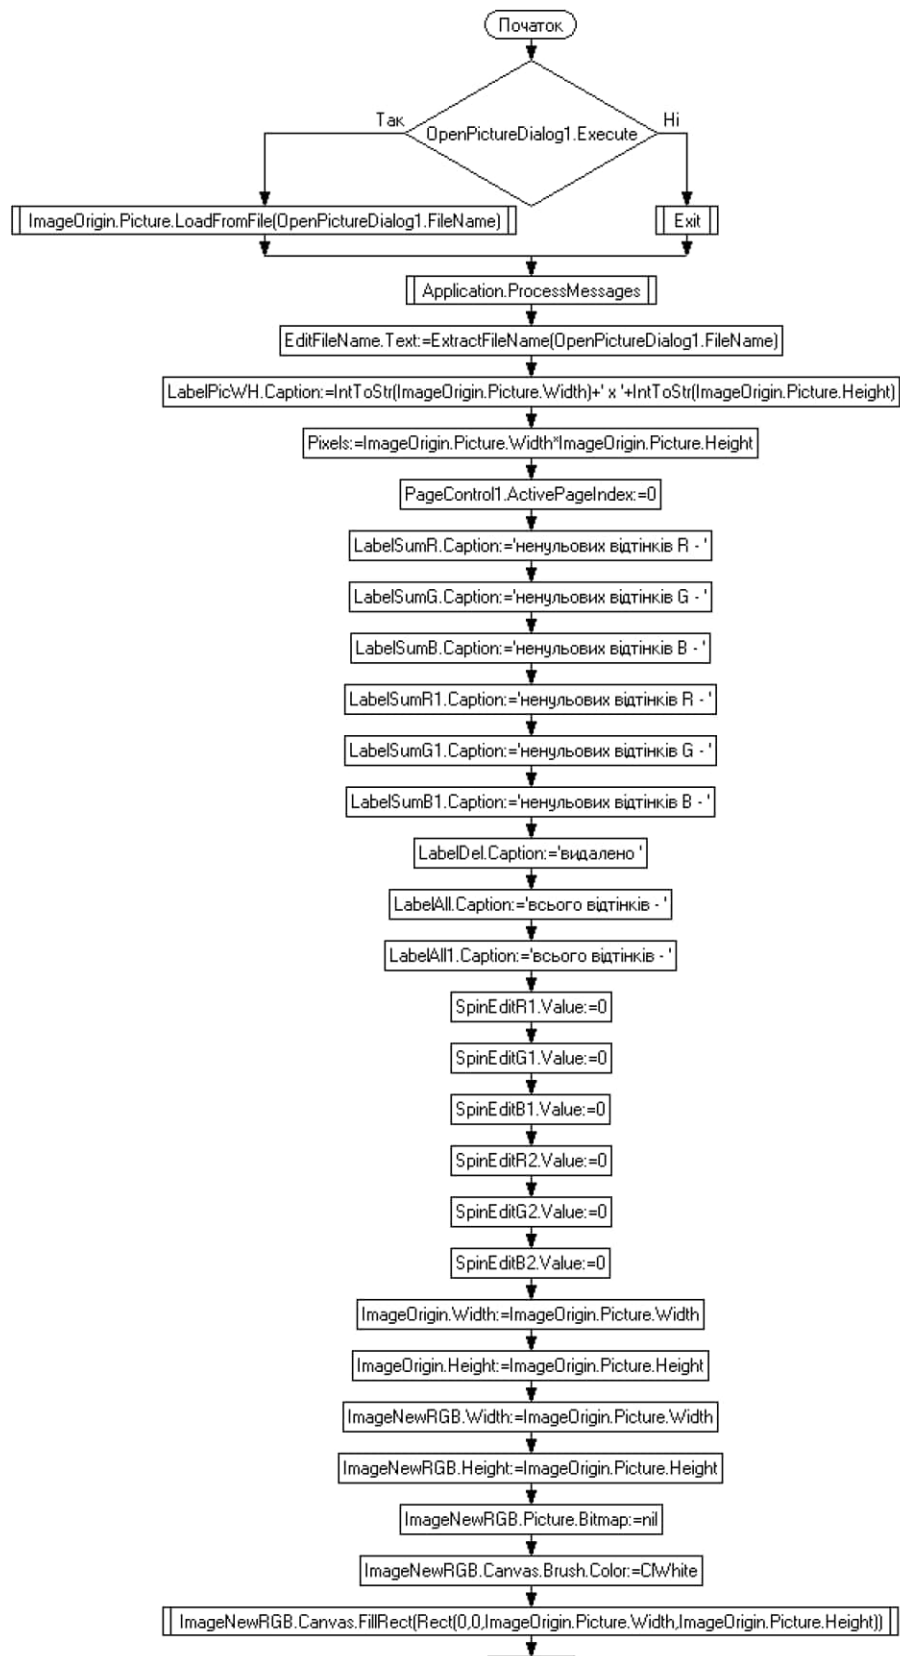 Початок
Так
OpenPictureDialog1.Execute
Ні
ImageOrigin.Picture.LoadFromFile(OpenPictureDialog1.FileName)
Exit
Application.ProcessMessages
EditFileName.Text:=ExtractFileName(OpenPictureDialog1.FileName)
LabelPicWH.Caption:=IntToStr(ImageOrigin.Picture.Width)+' x '+IntToStr(ImageOrigin.Picture.Height)
Pixels:=ImageOrigin.Picture.Width*ImageOrigin.Picture.Height
PageControl1.ActivePageIndex:=0
LabelSumR.Caption:='ненульових відтінків R - '
LabelSumG.Caption:='ненульових відтінків G - '
LabelSumB.Caption:='ненульових відтінків B - '
LabelSumR1.Caption:='ненульових відтінків R - '
LabelSumG1.Caption:='ненульових відтінків G - '
LabelSumB1.Caption:='ненульових відтінків B - '
LabelDel.Caption:='видалено '
LabelAll.Caption:='всього відтінків - '
LabelAll1.Caption:='всього відтінків - '
SpinEditR1.Value:=0
SpinEditG1.Value:=0
SpinEditB1.Value:=0
SpinEditR2.Value:=0
SpinEditG2.Value:=0
SpinEditB2.Value:=0
ImageOrigin.Width:=ImageOrigin.Picture.Width
ImageOrigin.Height:=ImageOrigin.Picture.Height
ImageNewRGB.Width:=ImageOrigin.Picture.Width
ImageNewRGB.Height:=ImageOrigin.Picture.Height
ImageNewRGB.Picture.Bitmap:=nil
ImageNewRGB.Canvas.Brush.Color:=ClWhite
ImageNewRGB.Canvas.FillRect(Rect(0,0,ImageOrigin.Picture.Width,ImageOrigin.Picture.Height))